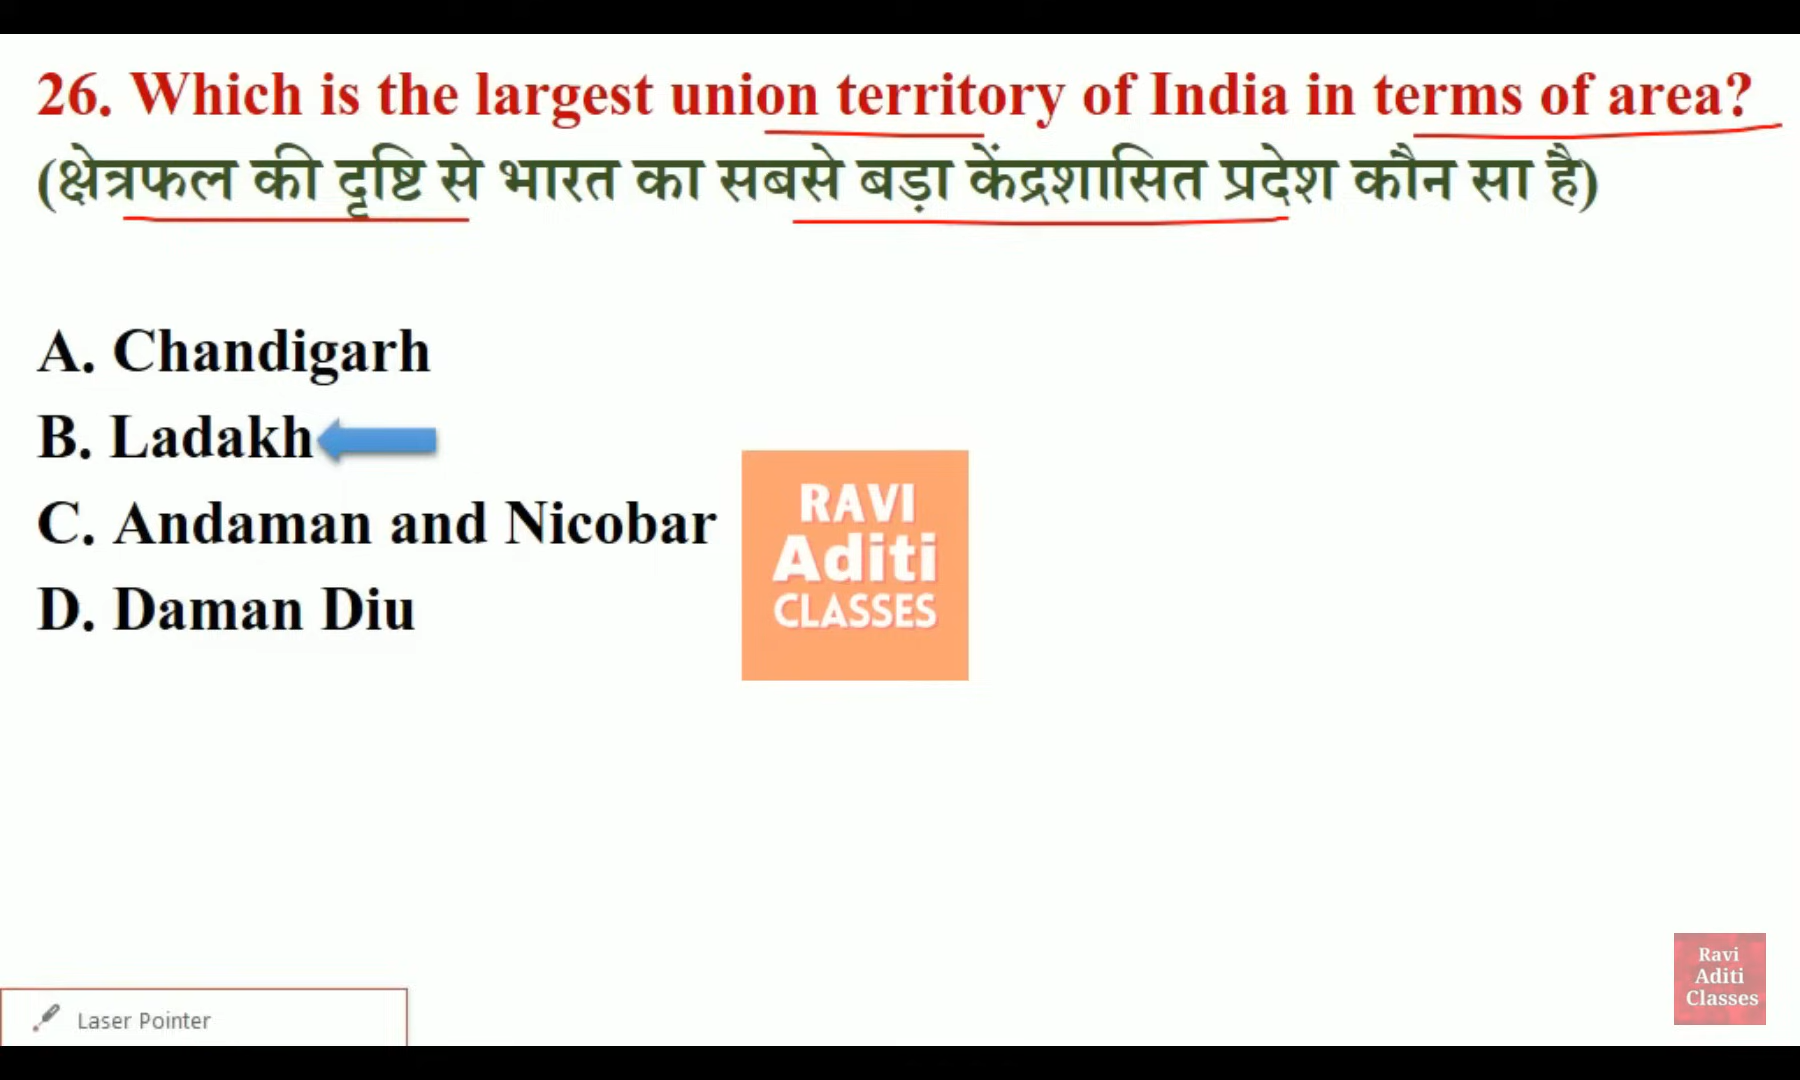 26. Which is the largest union territory of India in terms of area?
(क्षेत्रफल की दृष्टि से भारत का सबसे बड़ा केंद्रशासित प्रदेश कौन सा है)
A. Chandigarh
B. Ladakh
C. Andaman and Nicobar
D. Daman Diu
RAVI
Aditi
CLASSES
Ravi
Aditi
Classes
Laser Pointer